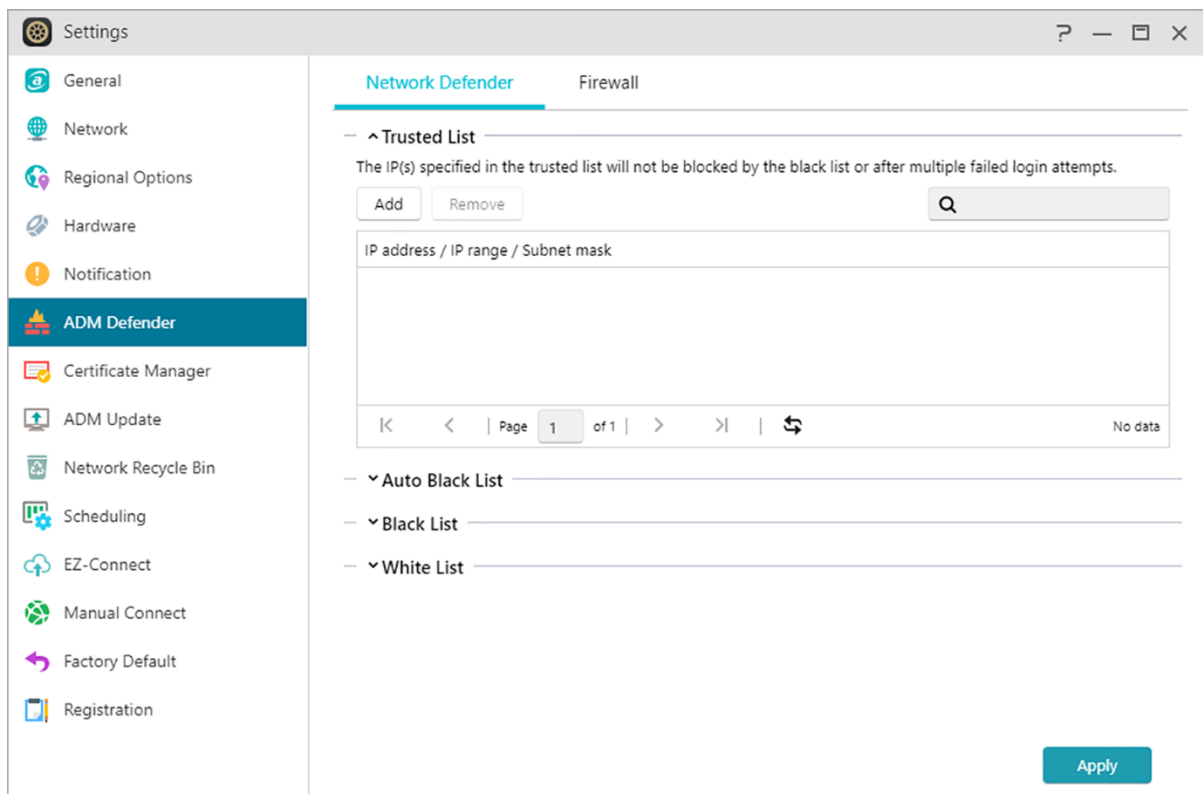 Settings
General
Network
Regional Options
Hardware
Notification
ADM Defender
Certificate Manager
ADM Update
Network Recycle Bin
Scheduling
EZ-Connect
Manual Connect
Factory Default
Registration
Network Defender
Firewall
Trusted List
The IP(s) specified in the trusted list will not be blocked by the black list or after multiple failed login attempts.
Add
Remove
IP address / IP range / Subnet mask
Page 1 of 1
No data
Auto Black List
Black List
White List
Apply